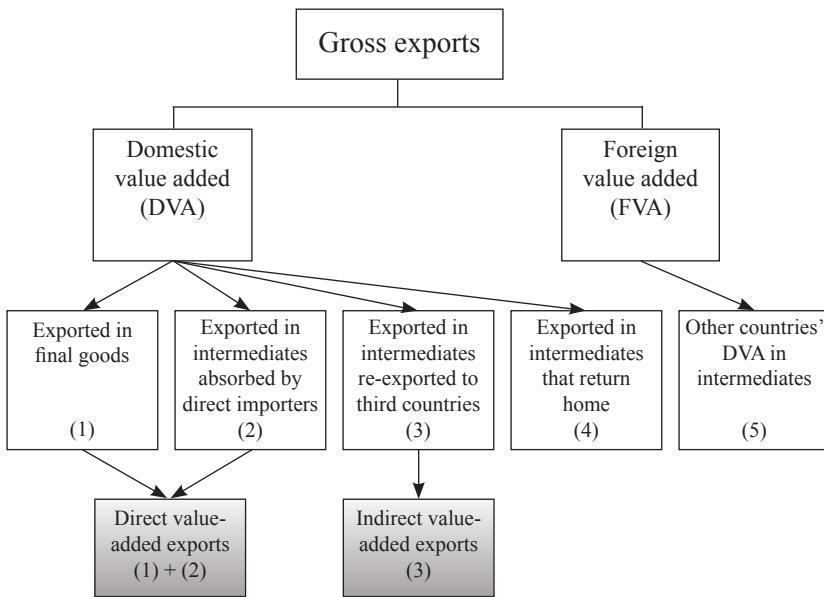 Gross exports
Domestic
value added
(DVA)
Foreign
value added
(FVA)
Exported in
final goods
(1)
Exported in
intermediates
absorbed by
direct importers
(2)
Exported in
intermediates
re-exported to
third countries
(3)
Exported in
intermediates
that return
home
(4)
Other countries’
DVA in
intermediates
(5)
Direct value-
added exports
(1) + (2)
Indirect value-
added exports
(3)